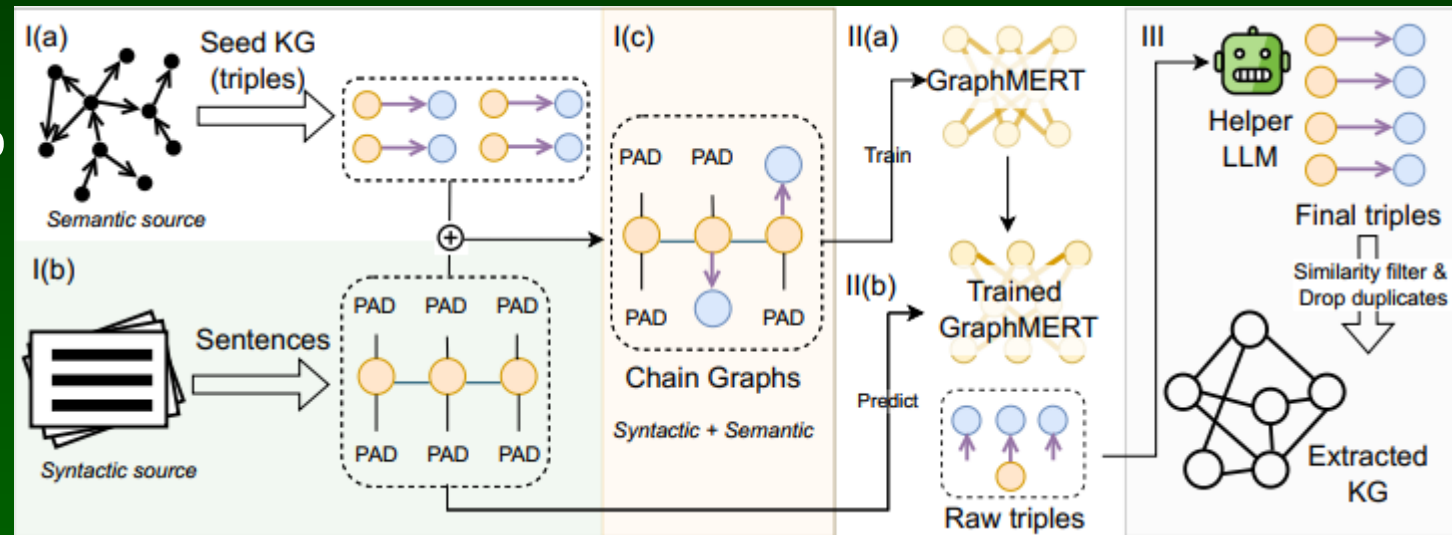 I(a)
Seed KG
(triples)
Semantic source
I(b)
Sentences
Syntactic source
PAD PAD PAD
PAD PAD PAD
I(c)
PAD PAD
PAD PAD
Chain Graphs
Syntactic + Semantic
II(a)
GraphMERT
Train
II(b)
Trained
GraphMERT
Predict
Raw triples
III
Helper
LLM
Final triples
Similarity filter &
Drop duplicates
Extracted
KG